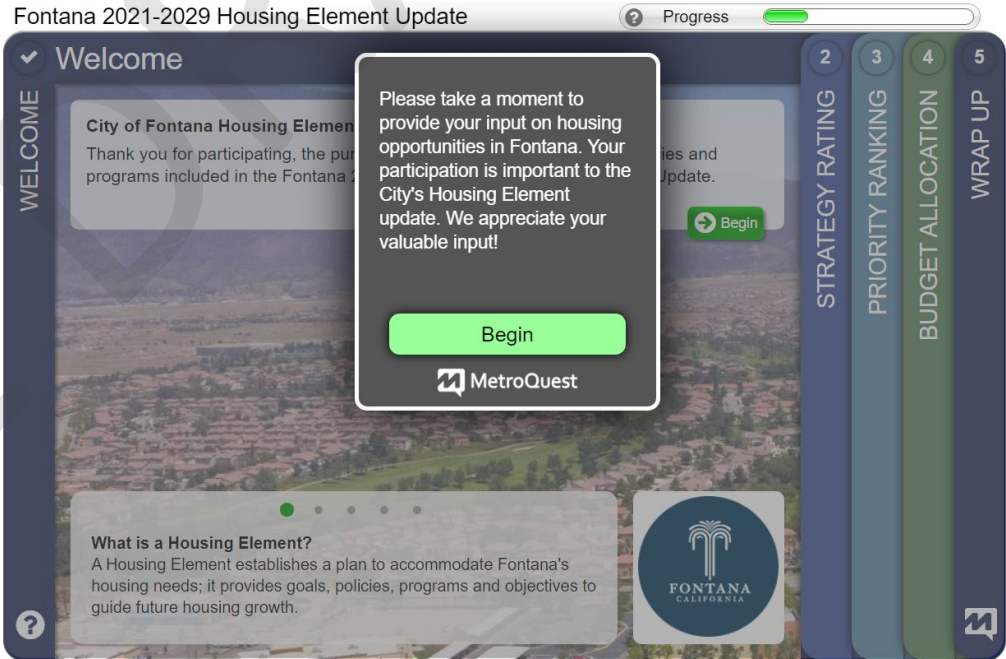 Fontana 2021-2029 Housing Element Update
? Progress
Welcome
WELCOME
City of Fontana Housing Elemen
Thank you for participating, the pur
ies and
programs included in the Fontana 2
Update.
Begin
Please take a moment to
provide your input on housing
opportunities in Fontana. Your
participation is important to the
City's Housing Element
update. We appreciate your
valuable input!
Begin
MetroQuest
What is a Housing Element?
A Housing Element establishes a plan to accommodate Fontana's
housing needs; it provides goals, policies, programs and objectives to
guide future housing growth.
FONTANA
CALIFORNIA
?
2
STRATEGY RATING
3
PRIORITY RANKING
4
BUDGET ALLOCATION
5
WRAP UP